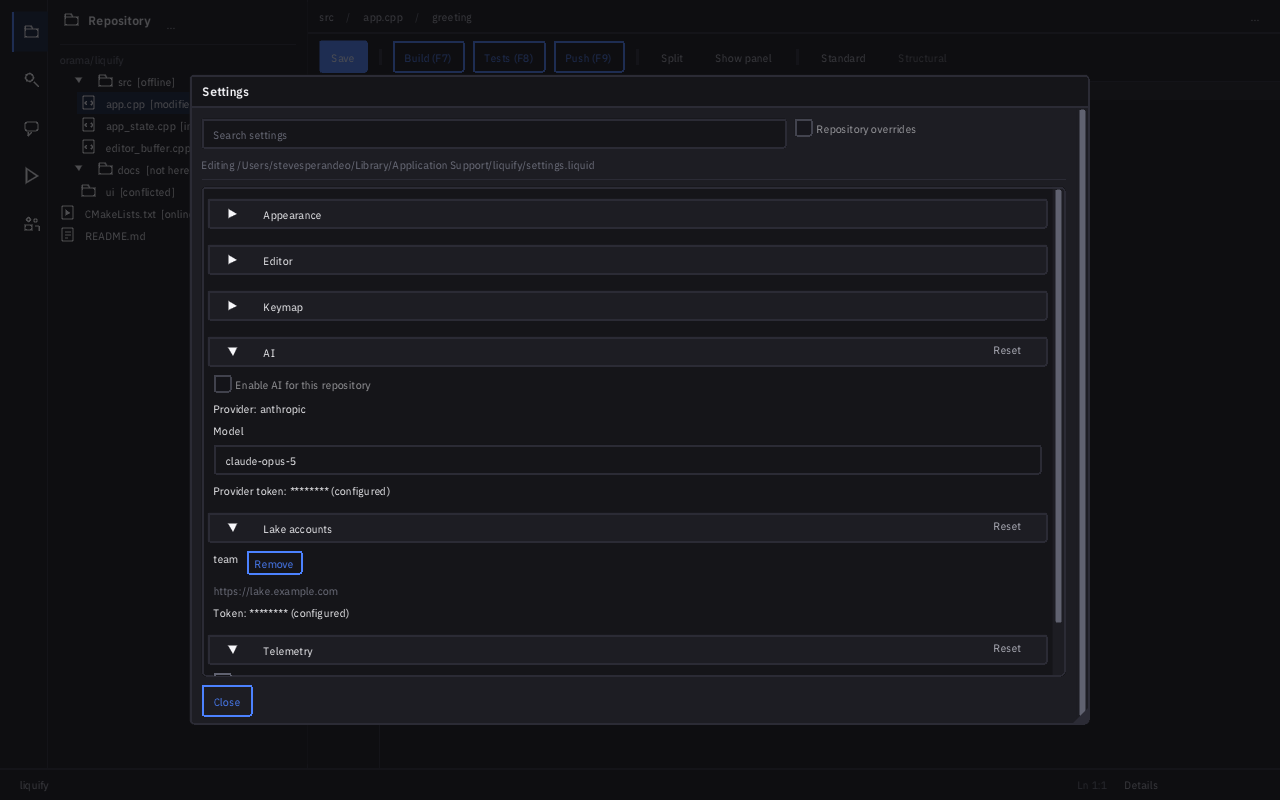 Repository
...
src / app.cpp / greeting
...
orama/liquify
Save
Build (F7)
Tests (F8)
Push (F9)
Split
Show panel
Standard
Structural
src [offline]
app.cpp [modifie
app_state.cpp [in
editor_buffer.cpp
docs [not here
ui [conflicted]
CMakeLists.txt [onlin
README.md
Settings
Search settings
Repository overrides
Editing /Users/stevesperandeo/Library/Application Support/liquify/settings.liquid
Appearance
Editor
Keymap
AI
Reset
Enable AI for this repository
Provider: anthropic
Model
claude-opus-5
Provider token: ******** (configured)
Lake accounts
Reset
team
Remove
https://lake.example.com
Token: ******** (configured)
Telemetry
Reset
Close
liquify
Ln 1:1
Details